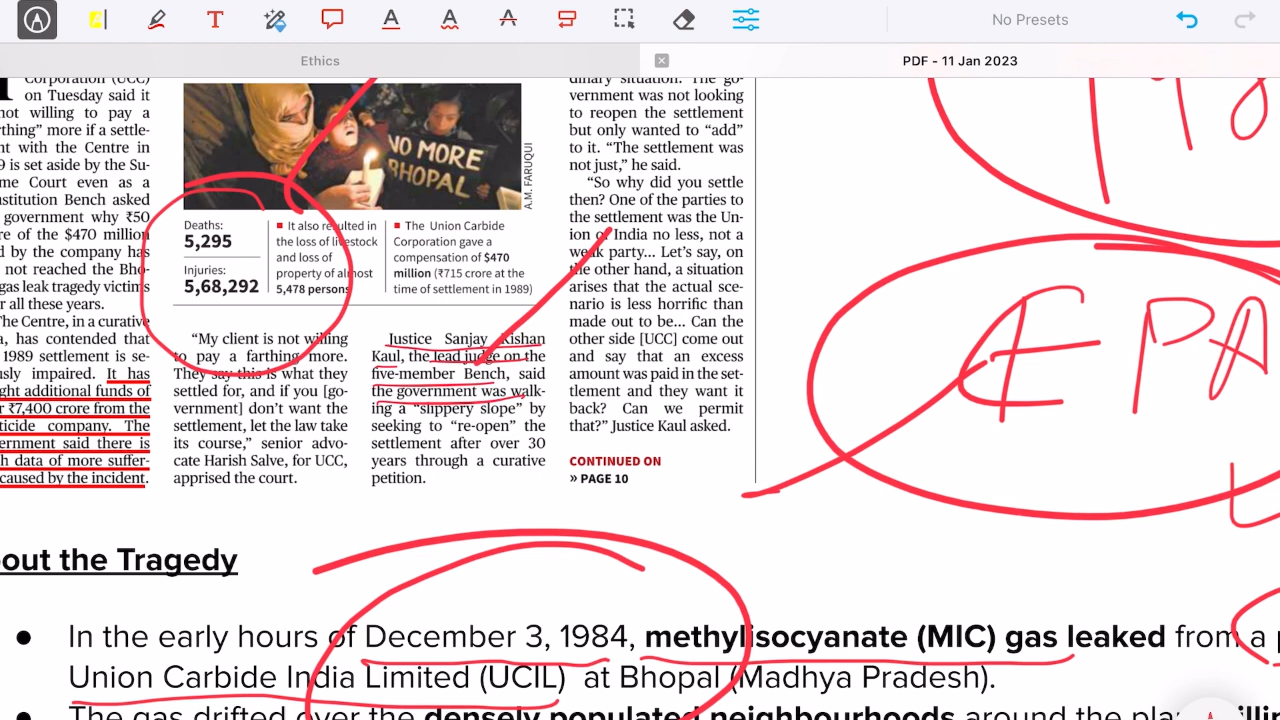 No Presets
Ethics
PDF - 11 Jan 2023
Corporation (UCC)
on Tuesday said it
not willing to pay a
rthing” more if a settle-
nt with the Centre in
9 is set aside by the Su-
me Court even as a
stitution Bench asked
government why ₹50
re of the $470 million
d by the company has
not reached the Bho-
gas leak tragedy victims
r all these years.
he Centre, in a curative
a, has contended that
1989 settlement is se-
usly impaired. It has
ght additional funds of
r ₹7,400 crore from the
ticide company. The
ernment said there is
h data of more suffer-
caused by the incident.
NO MORE
BHOPAL
A.M. FARUQUI
Deaths:
5,295
Injuries:
5,68,292
■ It also resulted in
the loss of livestock
and loss of
property of almost
5,478 persons
■ The Union Carbide
Corporation gave a
compensation of $470
million (₹715 crore at the
time of settlement in 1989)
“My client is not willing
to pay a farthing more.
They say this is what they
settled for, and if you [go-
vernment] don’t want the
settlement, let the law take
its course,” senior advo-
cate Harish Salve, for UCC,
apprised the court.
Justice Sanjay Kishan
Kaul, the lead judge on the
five-member Bench, said
the government was walk-
ing a “slippery slope” by
seeking to “re-open” the
settlement after over 30
years through a curative
petition.
dinary situation. The go-
vernment was not looking
to reopen the settlement
but only wanted to “add”
to it. “The settlement was
not just,” he said.
“So why did you settle
then? One of the parties to
the settlement was the Un-
ion of India no less, not a
weak party... Let’s say, on
the other hand, a situation
arises that the actual sce-
nario is less horrific than
made out to be... Can the
other side [UCC] come out
and say that an excess
amount was paid in the set-
tlement and they want it
back? Can we permit
that?” Justice Kaul asked.
CONTINUED ON
» PAGE 10
EPA
out the Tragedy
● In the early hours of December 3, 1984, methylisocyanate (MIC) gas leaked from a p
Union Carbide India Limited (UCIL) at Bhopal (Madhya Pradesh).
● The gas drifted over the densely populated neighbourhoods around the pla